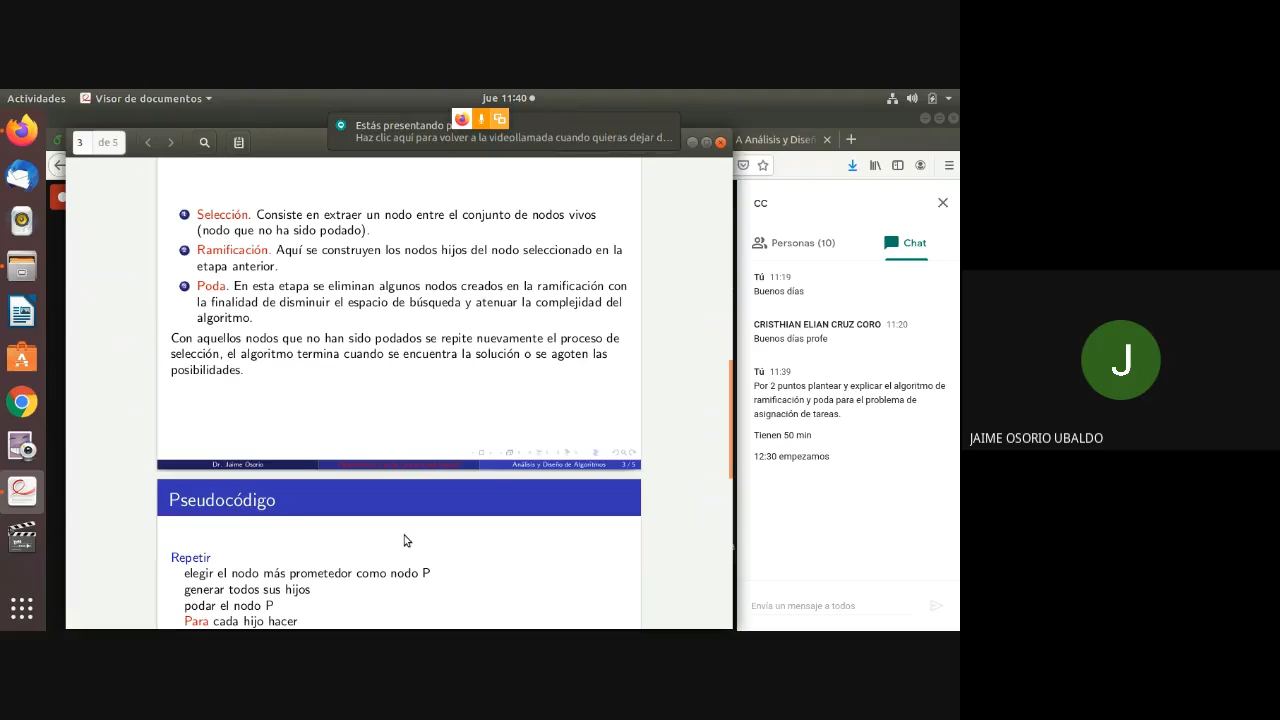 Actividades
Visor de documentos
jue 11:40
Estás presentando p
Haz clic aquí para volver a la videollamada cuando quieras dejar d...
3
de 5
A Análisis y Dise
Selección. Consiste en extraer un nodo entre el conjunto de nodos vivos
(nodo que no ha sido podado).
Ramificación. Aquí se construyen los nodos hijos del nodo seleccionado en la
etapa anterior.
Poda. En esta etapa se eliminan algunos nodos creados en la ramificación con
la finalidad de disminuir el espacio de búsqueda y atenuar la complejidad del
algoritmo.
Con aquellos nodos que no han sido podados se repite nuevamente el proceso de
selección, el algoritmo termina cuando se encuentra la solución o se agoten las
posibilidades.
Dr. Jaime Osorio
Análisis y Diseño de Algoritmos
3 / 5
Pseudocódigo
Repetir
elegir el nodo más prometedor como nodo P
generar todos sus hijos
podar el nodo P
Para cada hijo hacer
CC
Personas (10)
Chat
Tú 11:19
Buenos días
CRISTHIAN ELIAN CRUZ CORO 11:20
Buenos días profe
Tú 11:39
Por 2 puntos plantear y explicar el algoritmo de
ramificación y poda para el problema de
asignación de tareas.
Tienen 50 min
12:30 empezamos
Envía un mensaje a todos
J
JAIME OSORIO UBALDO